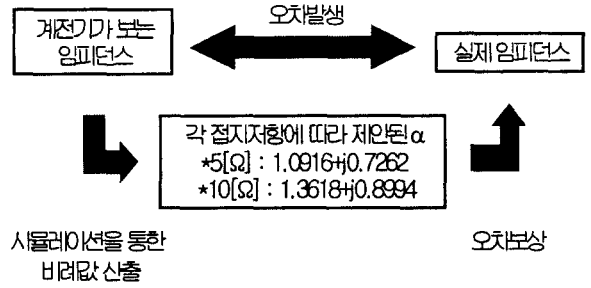 오차발생
계전기가 보는
임피던스
실제 임피던스
각 접지저항에 따라 제안된 α
*5[Ω] : 1.0916+j0.7262
*10[Ω] : 1.3618+j0.8994
시뮬레이션을 통한
비례값 산출
오차보상